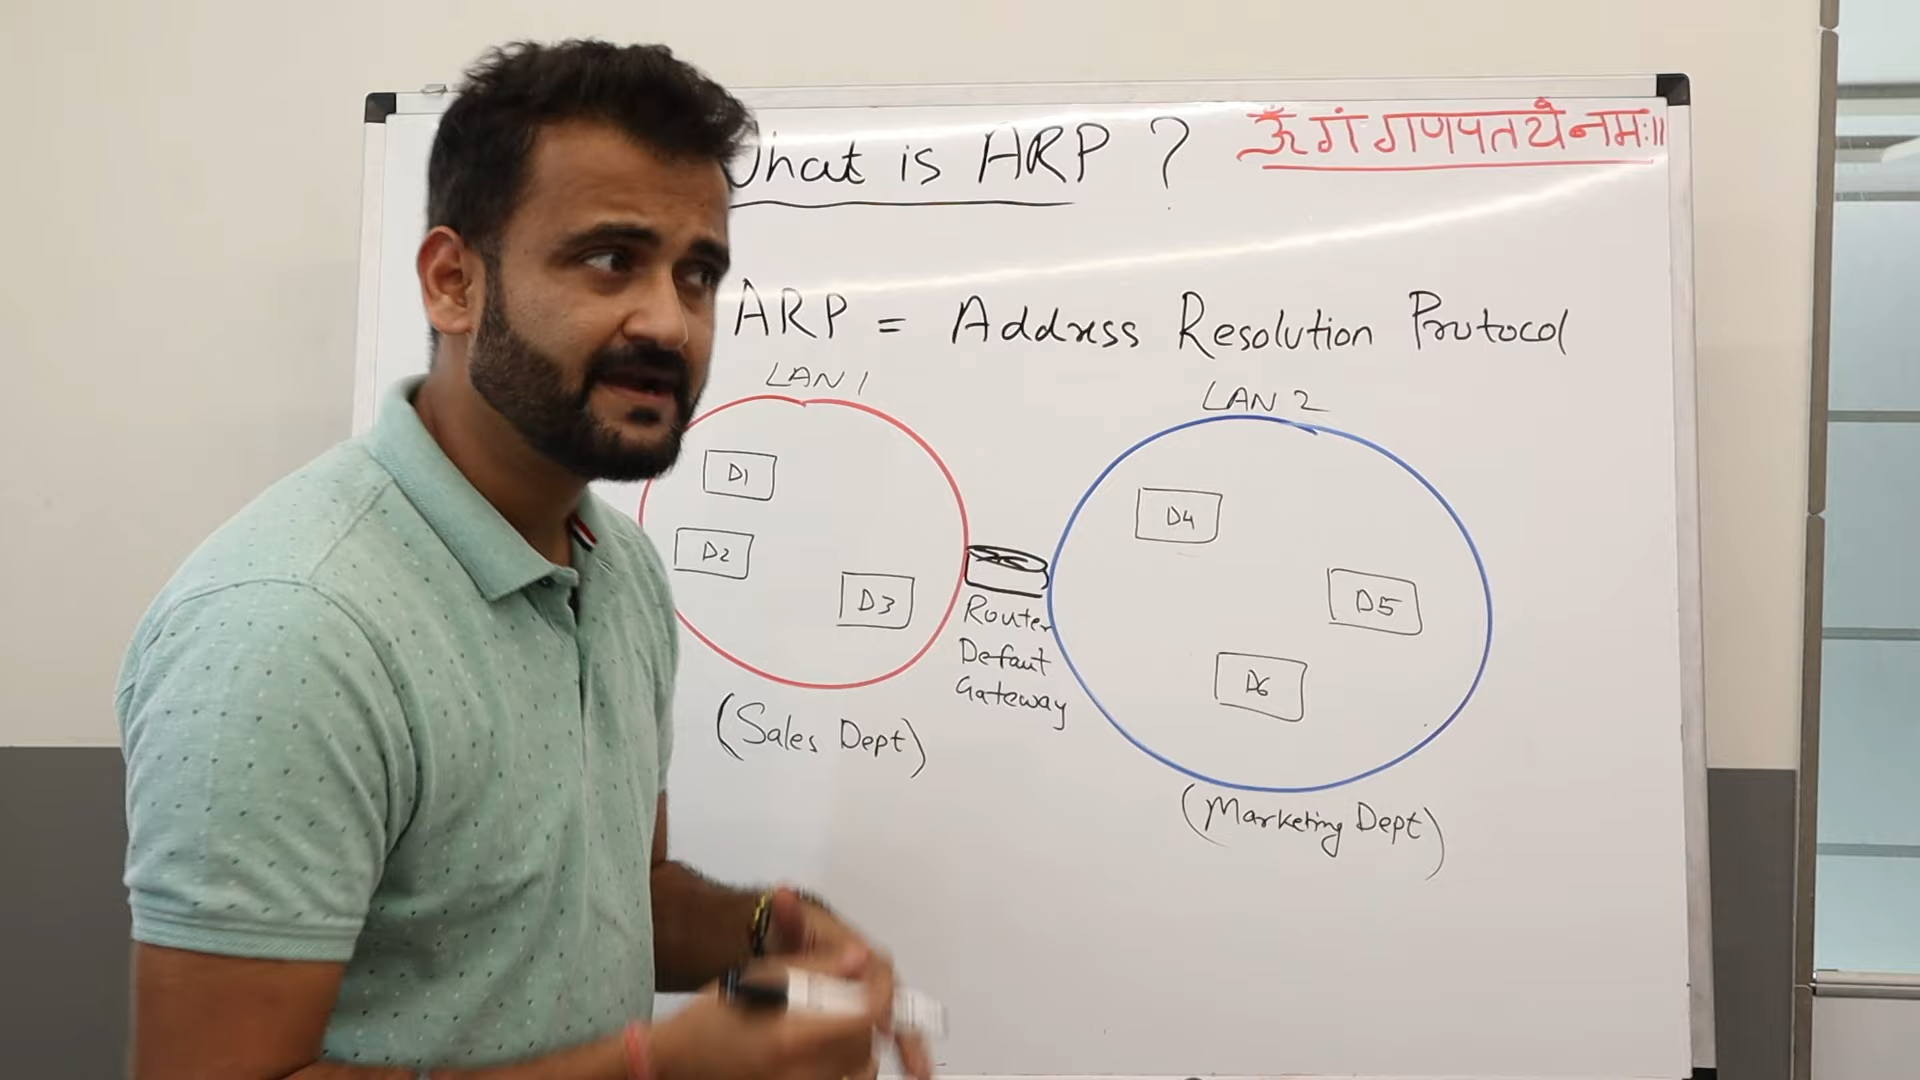 What is ARP ?
ॐ गं गणपतये नमः॥
ARP = Address Resolution Protocol
LAN 1
LAN 2
D1
D2
D3
D4
D5
D6
Router
Defaut
Gateway
(Sales Dept)
(Marketing Dept)